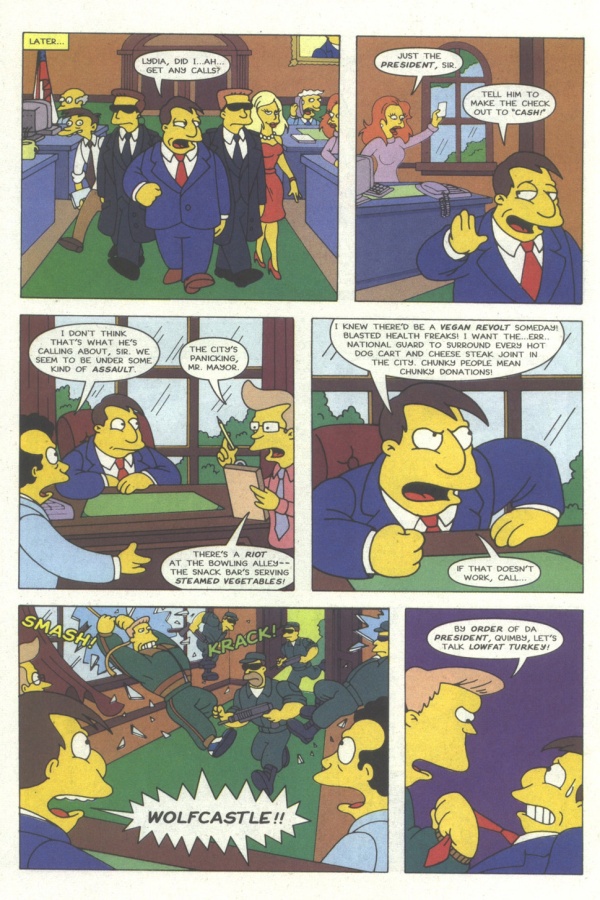 LATER...
LYDIA, DID I...AH...
GET ANY CALLS?
JUST THE
PRESIDENT, SIR.
TELL HIM TO
MAKE THE CHECK
OUT TO "CASH!"
I DON'T THINK
THAT'S WHAT HE'S
CALLING ABOUT, SIR. WE
SEEM TO BE UNDER SOME
KIND OF ASSAULT.
THE CITY'S
PANICKING,
MR. MAYOR.
THERE'S A RIOT
AT THE BOWLING ALLEY--
THE SNACK BAR'S SERVING
STEAMED VEGETABLES!
I KNEW THERE'D BE A VEGAN REVOLT SOMEDAY!
BLASTED HEALTH FREAKS! I WANT THE...ERR..
NATIONAL GUARD TO SURROUND EVERY HOT
DOG CART AND CHEESE STEAK JOINT IN
THE CITY. CHUNKY PEOPLE MEAN
CHUNKY DONATIONS!
IF THAT DOESN'T
WORK, CALL...
SMASH!
KRACK!
WOLFCASTLE!!
BY ORDER OF DA
PRESIDENT, QUIMBY, LET'S
TALK LOWFAT TURKEY!